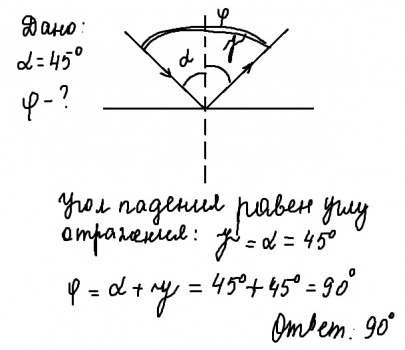 Дано:
α=45°
φ-?
φ
γ
α
Угол падения равен углу
отражения: γ=α=45°
φ=α+γ=45°+45°=90°
Ответ: 90°